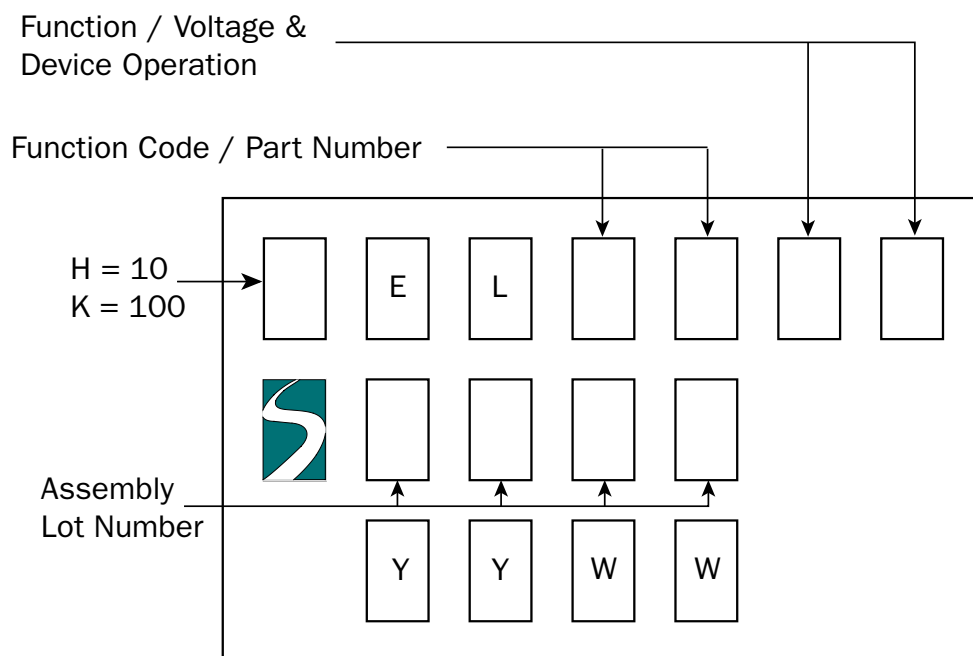 Function / Voltage &
Device Operation
Function Code / Part Number
H = 10
K = 100
E L
Assembly
Lot Number
Y Y W W